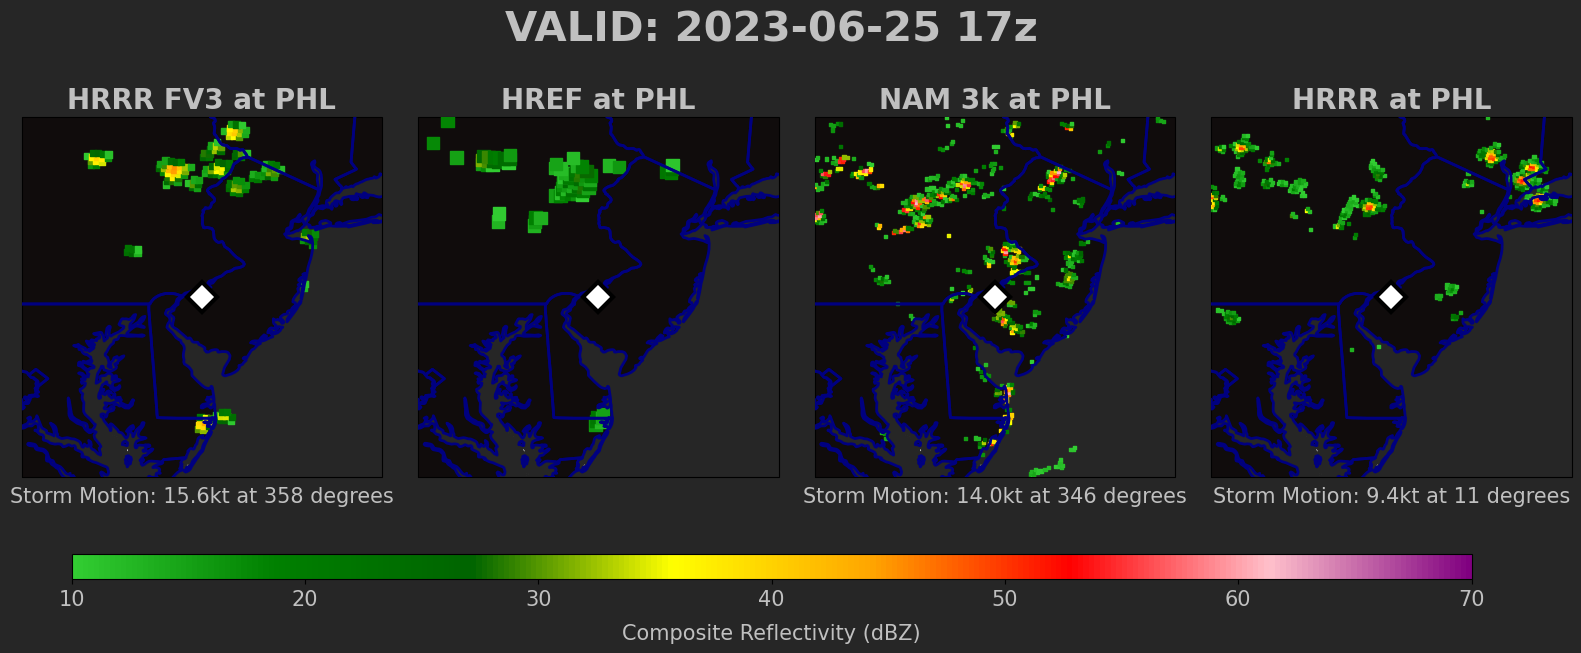 VALID: 2023-06-25 17z
HRRR FV3 at PHL
HREF at PHL
NAM 3k at PHL
HRRR at PHL
Storm Motion: 15.6kt at 358 degrees
Storm Motion: 14.0kt at 346 degrees
Storm Motion: 9.4kt at 11 degrees
10 20 30 40 50 60 70
Composite Reflectivity (dBZ)